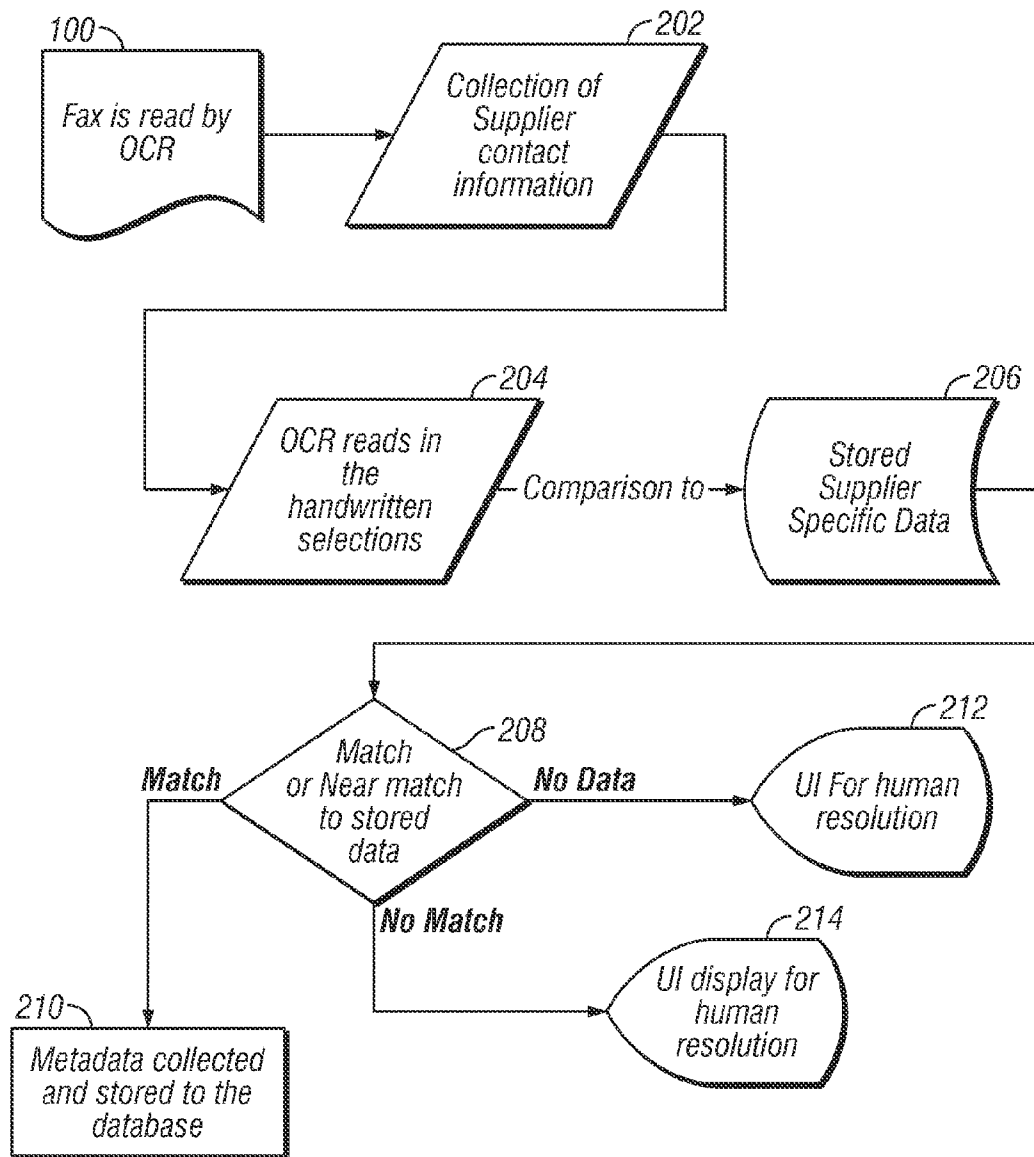 100
Fax is read by
OCR
202
Collection of
Supplier
contact
information
204
OCR reads in
the
handwritten
selections
Comparison to
206
Stored
Supplier
Specific Data
208
Match
or Near match
to stored
data
Match
No Data
No Match
212
UI For human
resolution
214
UI display for
human
resolution
210
Metadata collected
and stored to the
database